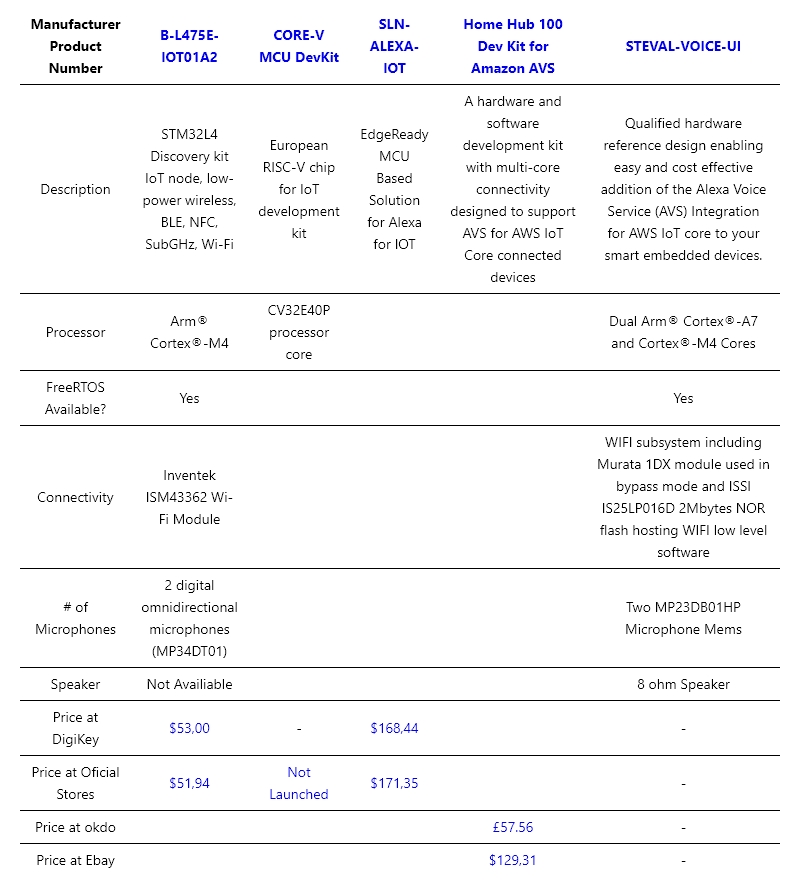 Manufacturer
Product
Number
B-L475E-
IOT01A2
CORE-V
MCU DevKit
SLN-
ALEXA-
IOT
Home Hub 100
Dev Kit for
Amazon AVS
STEVAL-VOICE-UI
Description
STM32L4
Discovery kit
IoT node, low-
power wireless,
BLE, NFC,
SubGHz, Wi-Fi
European
RISC-V chip
for IoT
development
kit
EdgeReady
MCU
Based
Solution
for Alexa
for IOT
A hardware and
software
development kit
with multi-core
connectivity
designed to support
AVS for AWS IoT
Core connected
devices
Qualified hardware
reference design enabling
easy and cost effective
addition of the Alexa Voice
Service (AVS) Integration
for AWS IoT core to your
smart embedded devices.
Processor
Arm®
Cortex®-M4
CV32E40P
processor
core
Dual Arm® Cortex®-A7
and Cortex®-M4 Cores
FreeRTOS
Available?
Yes
Yes
Connectivity
Inventek
ISM43362 Wi-
Fi Module
WIFI subsystem including
Murata 1DX module used in
bypass mode and ISSI
IS25LP016D 2Mbytes NOR
flash hosting WIFI low level
software
# of
Microphones
2 digital
omnidirectional
microphones
(MP34DT01)
Two MP23DB01HP
Microphone Mems
Speaker
Not Availiable
8 ohm Speaker
Price at
DigiKey
$53,00
-
$168,44
-
Price at Oficial
Stores
$51,94
Not
Launched
$171,35
-
Price at okdo
£57.56
-
Price at Ebay
$129,31
-